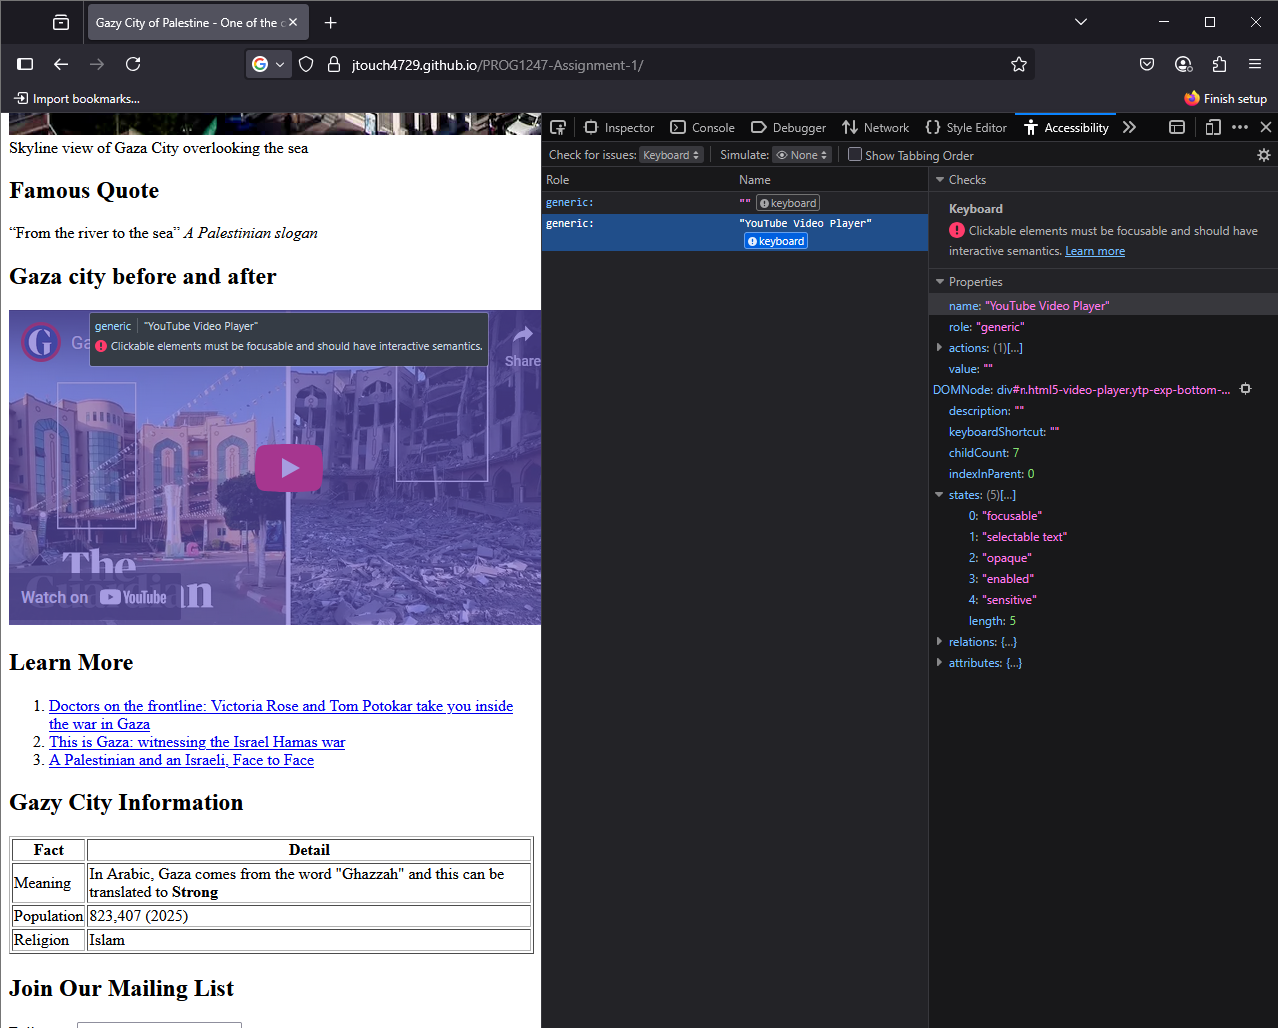 Gazy City of Palestine - One of the
jtouch4729.github.io/PROG1247-Assignment-1/
Import bookmarks...
Finish setup
Inspector
Console
Debugger
Network
Style Editor
Accessibility
Check for issues: Keyboard
Simulate: None
Show Tabbing Order
Role
Name
generic:
"" keyboard
generic:
"YouTube Video Player"
keyboard
Checks
Keyboard
Clickable elements must be focusable and should have
interactive semantics. Learn more
Properties
name: "YouTube Video Player"
role: "generic"
actions: (1)[...]
value: ""
DOMNode: div#r.html5-video-player.ytp-exp-bottom-...
description: ""
keyboardShortcut: ""
childCount: 7
indexInParent: 0
states: (5)[...]
0: "focusable"
1: "selectable text"
2: "opaque"
3: "enabled"
4: "sensitive"
length: 5
relations: {...}
attributes: {...}
Skyline view of Gaza City overlooking the sea
Famous Quote
“From the river to the sea” A Palestinian slogan
Gaza city before and after
generic "YouTube Video Player"
Clickable elements must be focusable and should have interactive semantics.
G
Share
The
Guardian
Watch on YouTube
Learn More
1. Doctors on the frontline: Victoria Rose and Tom Potokar take you inside
the war in Gaza
2. This is Gaza: witnessing the Israel Hamas war
3. A Palestinian and an Israeli, Face to Face
Gazy City Information
Fact Detail
Meaning In Arabic, Gaza comes from the word "Ghazzah" and this can be
translated to Strong
Population 823,407 (2025)
Religion Islam
Join Our Mailing List